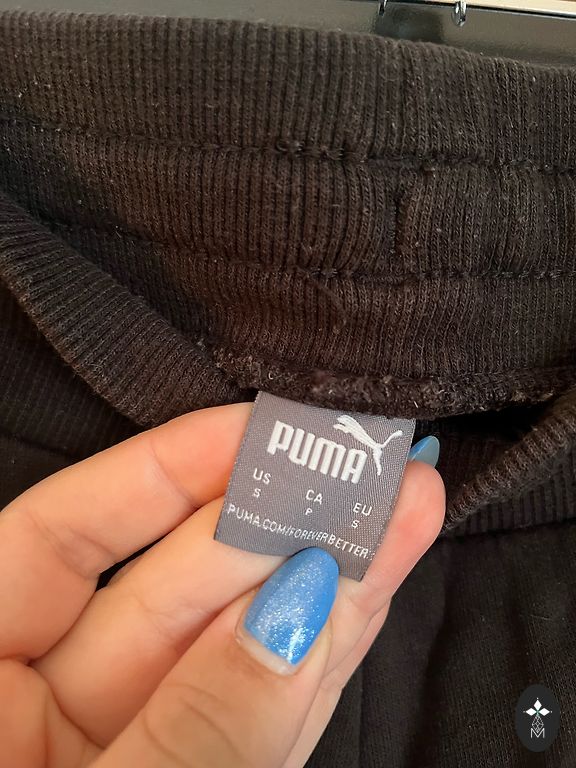 PUMA
US CA EU
S P S
PUMA.COM/FOREVERBETTER
M